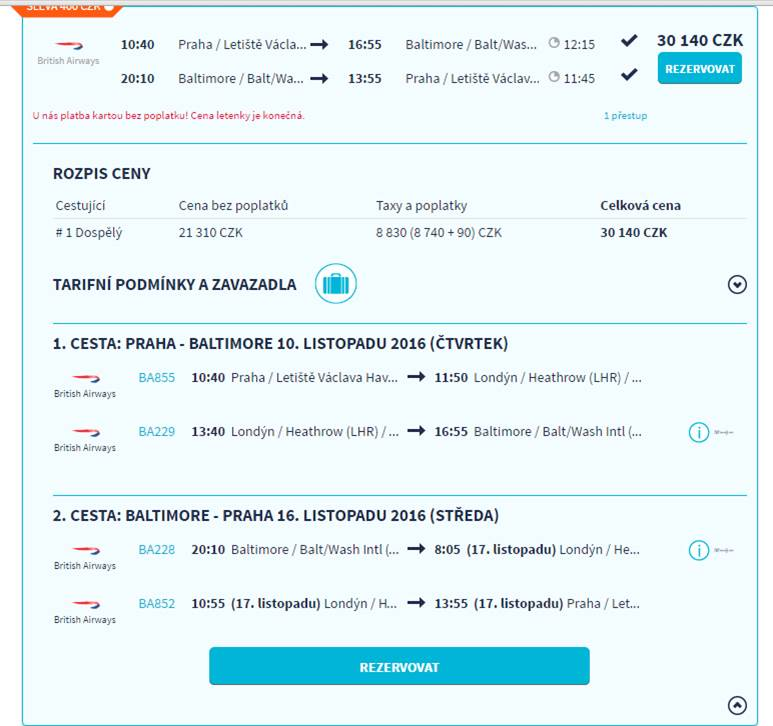 SLEVA 400 CZK
British Airways
10:40 Praha / Letiště Václa... 16:55 Baltimore / Balt/Was... 12:15
20:10 Baltimore / Balt/Wa... 13:55 Praha / Letiště Václav... 11:45
30 140 CZK
REZERVOVAT
U nás platba kartou bez poplatku! Cena letenky je konečná.
1 přestup
ROZPIS CENY
Cestující Cena bez poplatků Taxy a poplatky Celková cena
# 1 Dospělý 21 310 CZK 8 830 (8 740 + 90) CZK 30 140 CZK
TARIFNÍ PODMÍNKY A ZAVAZADLA
1. CESTA: PRAHA - BALTIMORE 10. LISTOPADU 2016 (ČTVRTEK)
British Airways BA855 10:40 Praha / Letiště Václava Hav... 11:50 Londýn / Heathrow (LHR) / ...
British Airways BA229 13:40 Londýn / Heathrow (LHR) / ... 16:55 Baltimore / Balt/Wash Intl (...
2. CESTA: BALTIMORE - PRAHA 16. LISTOPADU 2016 (STŘEDA)
British Airways BA228 20:10 Baltimore / Balt/Wash Intl (... 8:05 (17. listopadu) Londýn / He...
British Airways BA852 10:55 (17. listopadu) Londýn / H... 13:55 (17. listopadu) Praha / Let...
REZERVOVAT